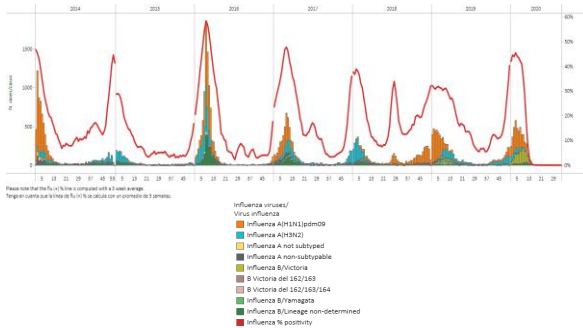 2014 2015 2016 2017 2018 2019 2020
1500
1000
500
0
60%
50%
40%
30%
20%
10%
0%
Please note that the flu (+) % line is computed with a 3 week average.
Tenga en cuenta que la línea de flu (+) % se calcula con un promedio de 3 semanas.
Influenza viruses/
Virus influenza
Influenza A(H1N1)pdm09
Influenza A(H3N2)
Influenza A not subtyped
Influenza A non-subtypable
Influenza B/Victoria
B Victoria del 162/163
B Victoria del 162/163/164
Influenza B/Yamagata
Influenza B/Lineage non-determined
Influenza % positivity